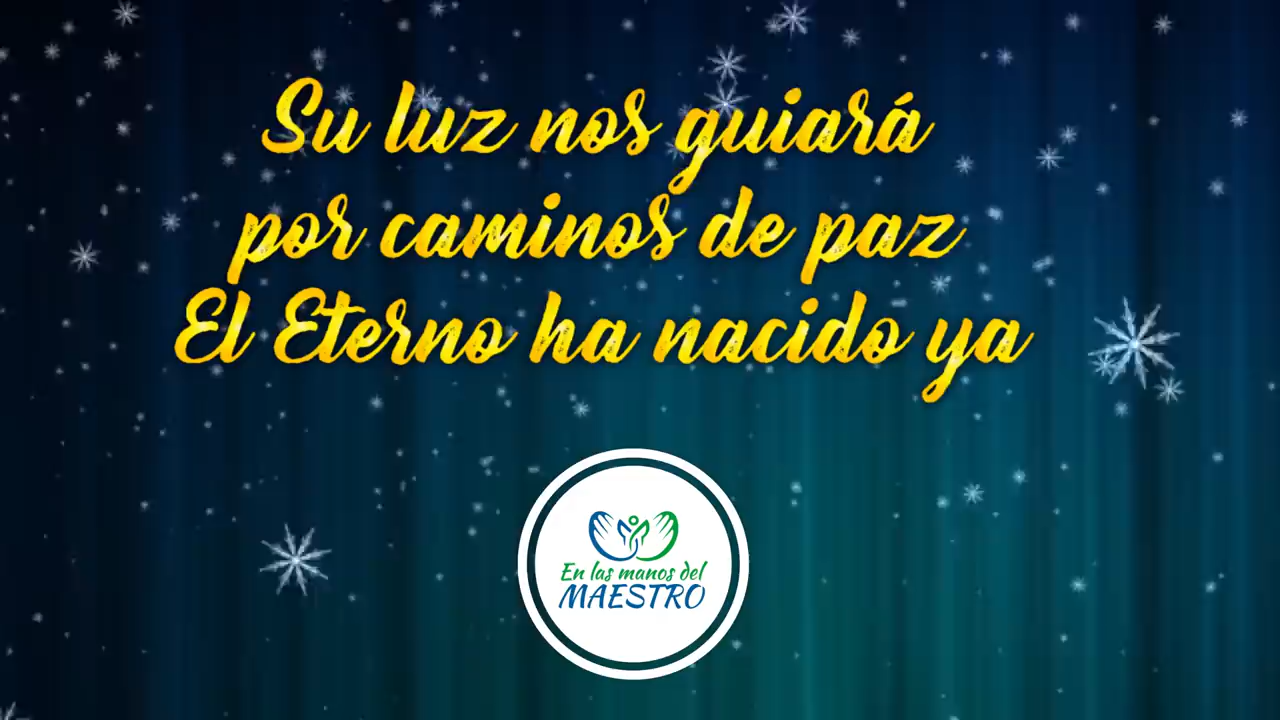 Su luz nos guiará
por caminos de paz
El Eterno ha nacido ya
En las manos del
MAESTRO